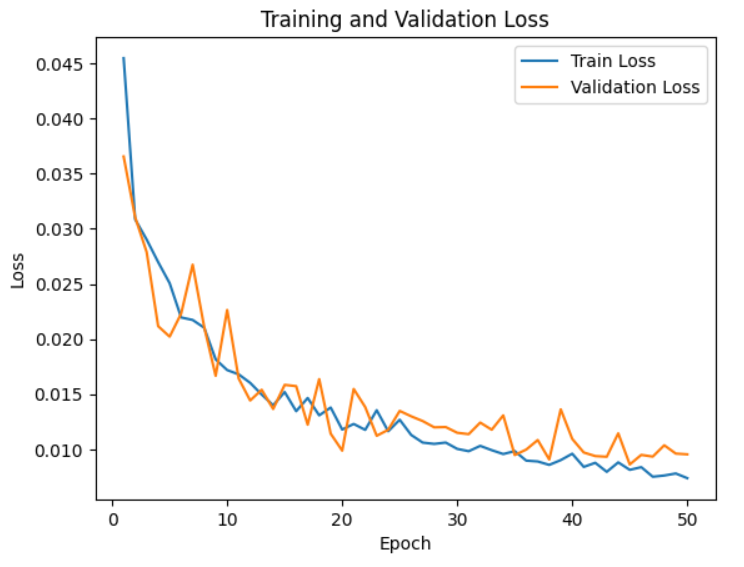 Training and Validation Loss
Train Loss
Validation Loss
0.045
0.040
0.035
0.030
0.025
0.020
0.015
0.010
Loss
0 10 20 30 40 50
Epoch